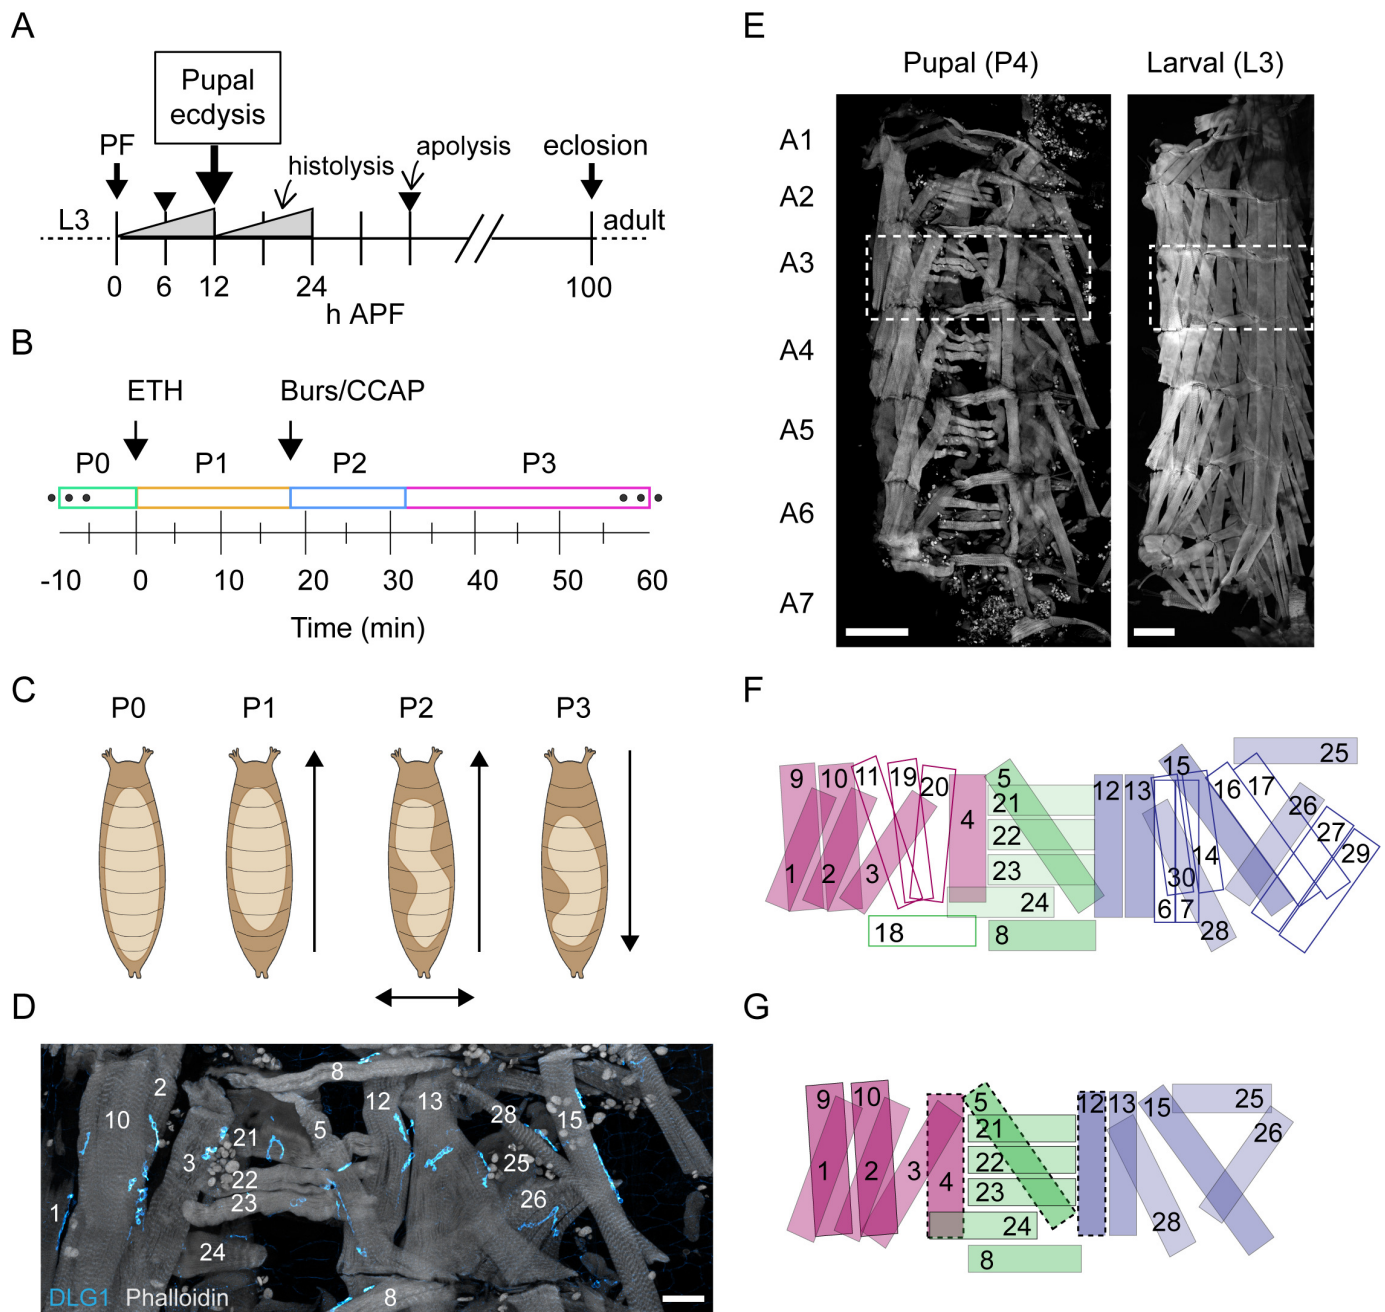 A
Pupal
ecdysis
PF
histolysis
apolysis
eclosion
L3
adult
0
6
12
24
100
h APF
B
ETH
Burs/CCAP
P0
P1
P2
P3
-10
0
10
20
30
40
50
60
Time (min)
C
P0
P1
P2
P3
D
8
2
10
12
13
28
15
5
21
3
22
23
25
26
1
24
8
DLG1
Phalloidin
E
Pupal (P4)
Larval (L3)
A1
A2
A3
A4
A5
A6
A7
F
9
10
11
19
20
4
5
21
22
23
24
12
13
15
16
17
25
26
27
29
14
30
6
7
28
1
2
3
18
8
G
9
10
5
21
22
23
24
12
13
15
25
26
1
2
3
4
28
8